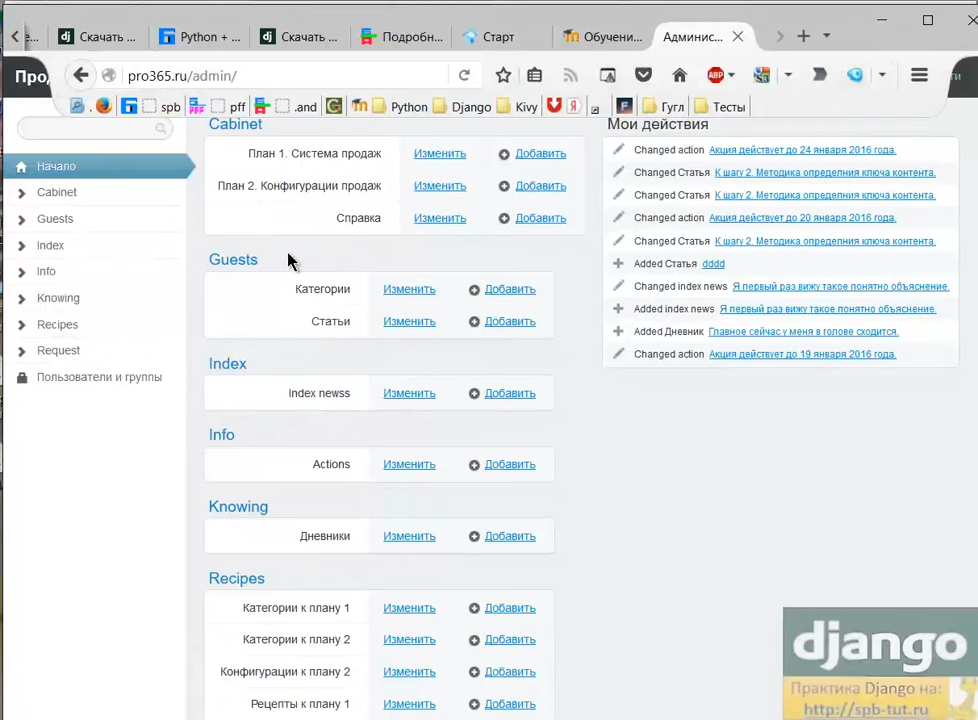 ...
Скачать ...
Python + ...
Скачать ...
Подробн...
Старт
Обучени...
Админис...
pro365.ru/admin/
ABP
spb
pff
.and
Python
Django
Kivy
Я
Гугл
Тесты
Начало
Cabinet
Guests
Index
Info
Knowing
Recipes
Request
Пользователи и группы
Cabinet
План 1. Система продаж Изменить Добавить
План 2. Конфигурации продаж Изменить Добавить
Справка Изменить Добавить
Guests
Категории Изменить Добавить
Статьи Изменить Добавить
Index
Index newss Изменить Добавить
Info
Actions Изменить Добавить
Knowing
Дневники Изменить Добавить
Recipes
Категории к плану 1 Изменить Добавить
Категории к плану 2 Изменить Добавить
Конфигурации к плану 2 Изменить Добавить
Рецепты к плану 1 Изменить Добавить
Мои действия
Changed action Акция действует до 24 января 2016 года.
Changed Статья К шагу 2. Методика определния ключа контента.
Changed Статья К шагу 2. Методика определния ключа контента.
Changed action Акция действует до 20 января 2016 года.
Changed Статья К шагу 2. Методика определния ключа контента.
Added Статья dddd
Changed index news Я первый раз вижу такое понятно объяснение.
Added index news Я первый раз вижу такое понятно объяснение.
Added Дневник Главное сейчас у меня в голове сходится.
Changed action Акция действует до 19 января 2016 года.
django
Практика Django на:
http://spb-tut.ru